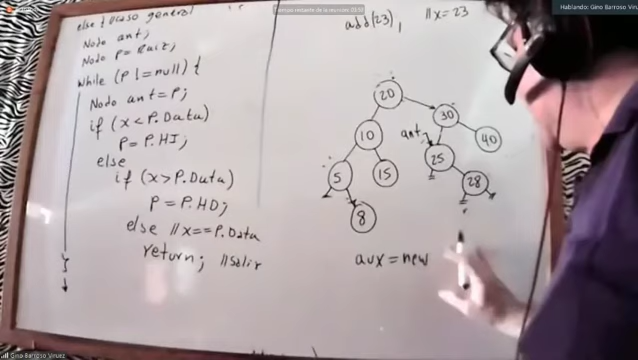 Hablando: Gino Barroso Viruez
else { //caso general
Nodo ant;
Nodo P=Raiz;
while (P != null) {
Nodo ant=P;
if (x<P.Data)
P=P.HI;
else
if (x>P.Data)
P=P.HD;
else //x==P.Data
return; //Salir
}
add(23), //x=23
20
30
10
40
ant
25
5
15
28
8
aux=new
Gino Barroso Viruez